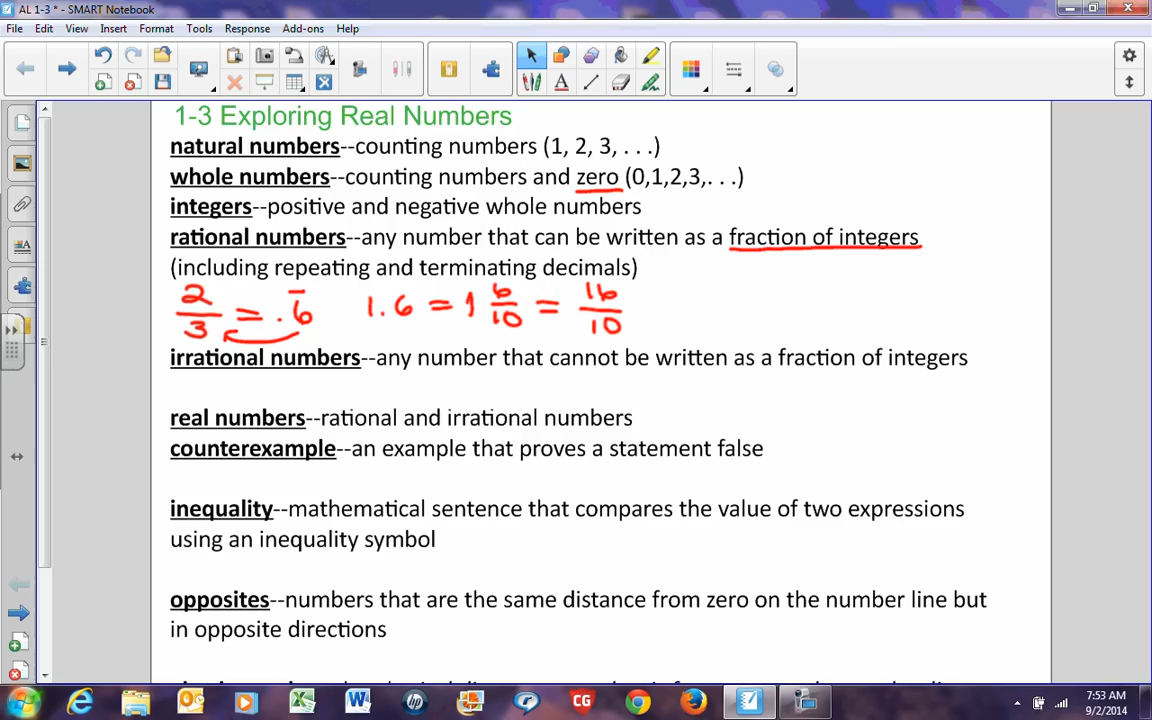 AL 1-3 * - SMART Notebook
File Edit View Insert Format Tools Response Add-ons Help
1-3 Exploring Real Numbers
natural numbers--counting numbers (1, 2, 3, . . .)
whole numbers--counting numbers and zero (0,1,2,3,. . .)
integers--positive and negative whole numbers
rational numbers--any number that can be written as a fraction of integers
(including repeating and terminating decimals)
2/3 = .6̅ 1.6 = 1 6/10 = 16/10
irrational numbers--any number that cannot be written as a fraction of integers
real numbers--rational and irrational numbers
counterexample--an example that proves a statement false
inequality--mathematical sentence that compares the value of two expressions
using an inequality symbol
opposites--numbers that are the same distance from zero on the number line but
in opposite directions
CG
7:53 AM
9/2/2014